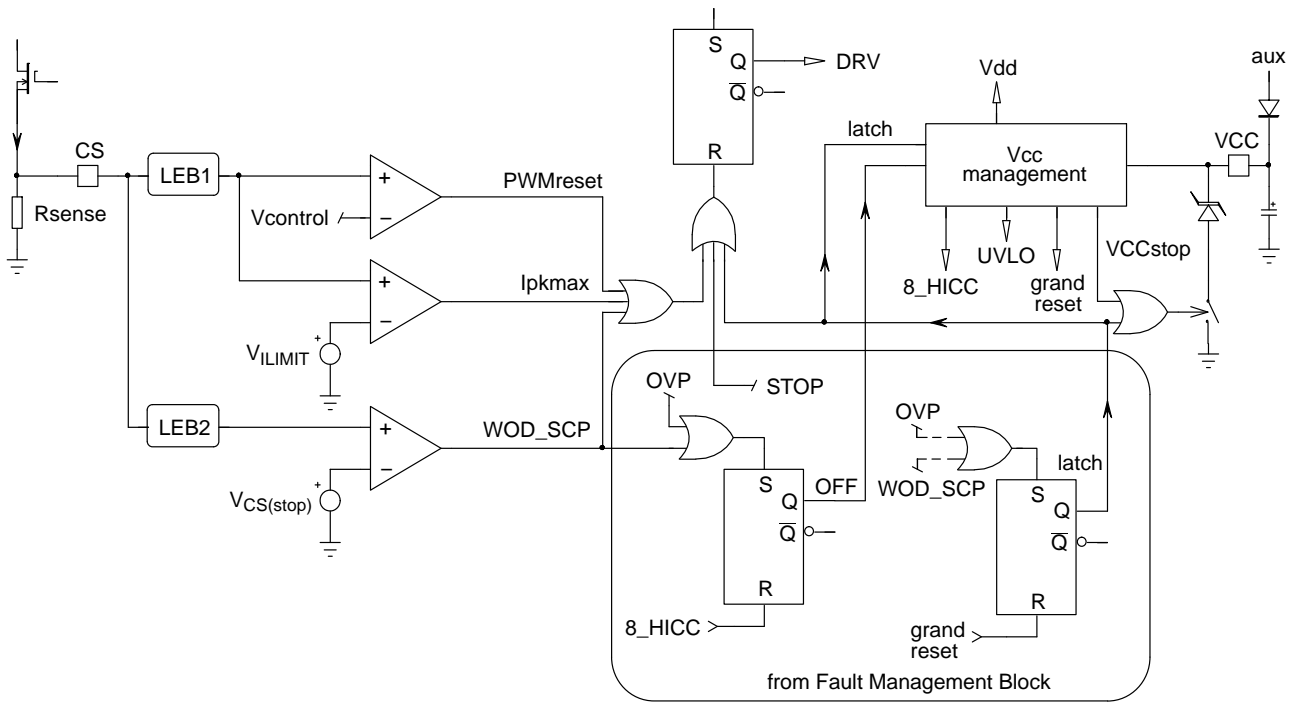 S
Q
Q
R
DRV
aux
Vdd
latch
VCC
CS
LEB1
+
−
PWMreset
Vcc
management
Rsense
Vcontrol
VCCstop
UVLO
8_HICC
grand
reset
+
−
Ipkmax
+
VILIMIT
OVP
STOP
LEB2
+
−
WOD_SCP
OVP
WOD_SCP
latch
+
VCS(stop)
S
Q
Q
R
OFF
S
Q
Q
R
8_HICC
grand
reset
from Fault Management Block
+